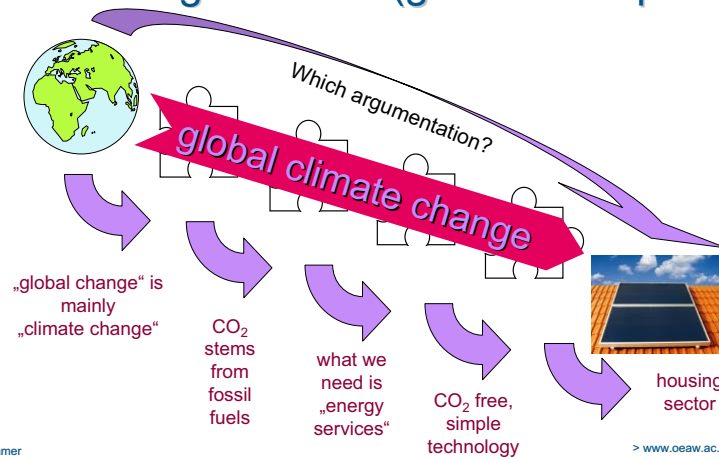 Which argumentation?
global climate change
„global change“ is
mainly
„climate change“
CO₂
stems
from
fossil
fuels
what we
need is
„energy
services“
CO₂ free,
simple
technology
housing
sector
> www.oeaw.ac.